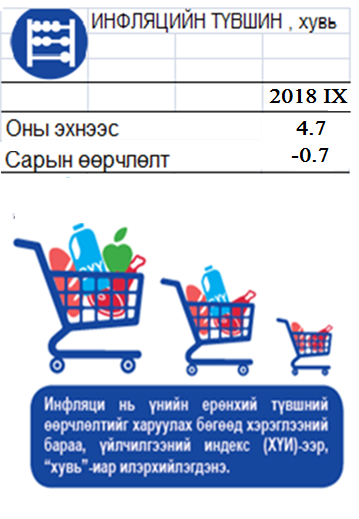 ИНФЛЯЦИЙН ТҮВШИН , хувь
2018 IX
Оны эхнээс 4.7
Сарын өөрчлөлт -0.7
Инфляци нь үнийн ерөнхий түвшний
өөрчлөлтийг харуулах бөгөөд хэрэглээний
бараа, үйлчилгээний индекс (ХҮИ)-ээр,
“хувь”-иар илэрхийлэгдэнэ.